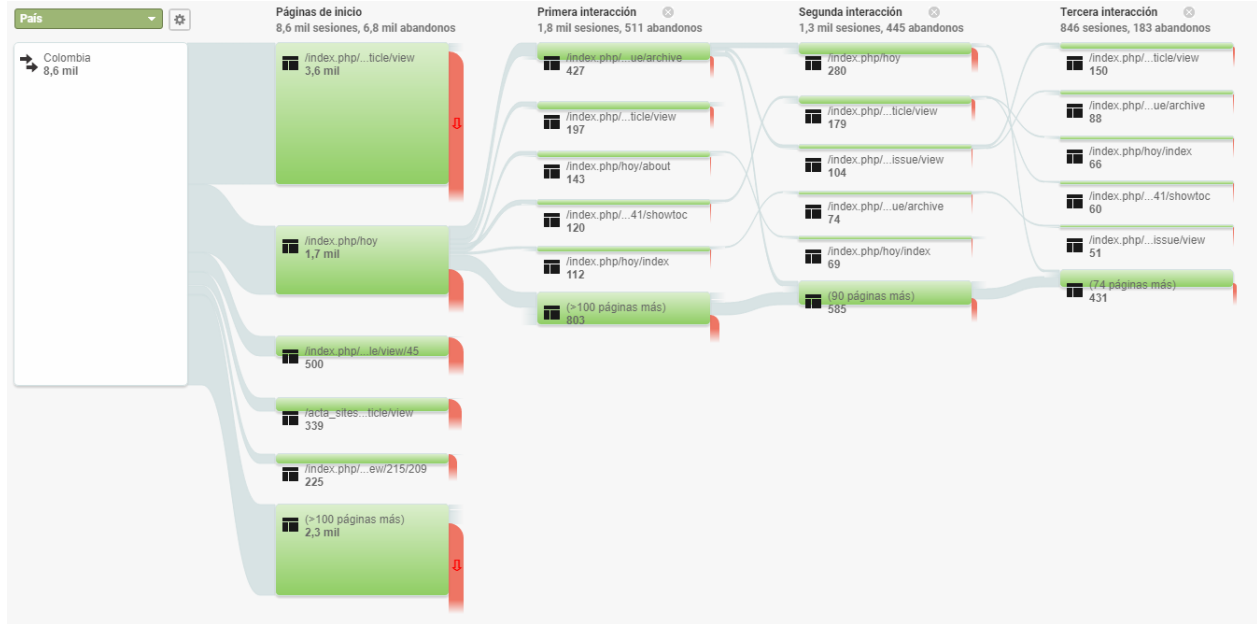 País
Colombia
8,6 mil
Páginas de inicio
8,6 mil sesiones, 6,8 mil abandonos
/index.php/...ticle/view
3,6 mil
/index.php/hoy
1,7 mil
/index.php/...le/view/45
500
/acta_sites...ticle/view
339
/index.php/...ew/215/209
225
(>100 páginas más)
2,3 mil
Primera interacción
1,8 mil sesiones, 511 abandonos
/index.php/...ue/archive
427
/index.php/...ticle/view
197
/index.php/hoy/about
143
/index.php/...41/showtoc
120
/index.php/hoy/index
112
(>100 páginas más)
803
Segunda interacción
1,3 mil sesiones, 445 abandonos
/index.php/hoy
280
/index.php/...ticle/view
179
/index.php/...issue/view
104
/index.php/...ue/archive
74
/index.php/hoy/index
69
(90 páginas más)
585
Tercera interacción
846 sesiones, 183 abandonos
/index.php/...ticle/view
150
/index.php/...ue/archive
88
/index.php/hoy/index
66
/index.php/...41/showtoc
60
/index.php/...issue/view
51
(74 páginas más)
431